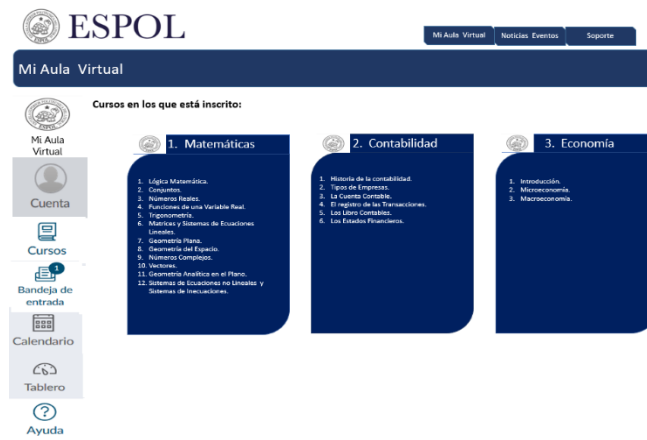 ESPOL
Mi Aula Virtual
Noticias Eventos
Soporte
Mi Aula Virtual
Mi Aula
Virtual
Cuenta
Cursos
1
Bandeja de
entrada
Calendario
Tablero
Ayuda
Cursos en los que está inscrito:
1. Matemáticas
1. Lógica Matemática.
2. Conjuntos.
3. Números Reales.
4. Funciones de una Variable Real.
5. Trigonometría.
6. Matrices y Sistemas de Ecuaciones
Lineales.
7. Geometría Plana.
8. Geometría del Espacio.
9. Números Complejos.
10. Vectores.
11. Geometría Analítica en el Plano.
12. Sistemas de Ecuaciones no Lineales y
Sistemas de Inecuaciones.
2. Contabilidad
1. Historia de la contabilidad.
2. Tipos de Empresas.
3. La Cuenta Contable.
4. El registro de las Transacciones.
5. Los Libro Contables.
6. Los Estados Financieros.
3. Economía
1. Introducción.
2. Microeconomía.
3. Macroeconomía.